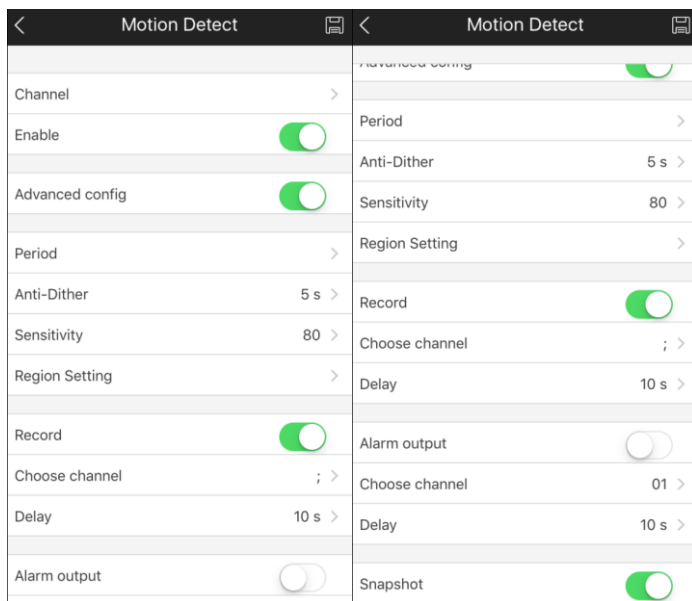 Motion Detect
Channel
Enable
Advanced config
Period
Anti-Dither 5 s
Sensitivity 80
Region Setting
Record
Choose channel ;
Delay 10 s
Alarm output
Motion Detect
Advanced config
Period
Anti-Dither 5 s
Sensitivity 80
Region Setting
Record
Choose channel ;
Delay 10 s
Alarm output
Choose channel 01
Delay 10 s
Snapshot